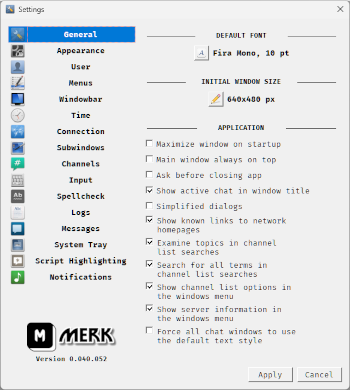 Settings
General
Appearance
User
Menus
Windowbar
Time
Connection
Subwindows
Channels
Input
Spellcheck
Logs
Messages
System Tray
Script Highlighting
Notifications
MERK
Version 0.040.052
DEFAULT FONT
Fira Mono, 10 pt
INITIAL WINDOW SIZE
640x480 px
APPLICATION
Maximize window on startup
Main window always on top
Ask before closing app
Show active chat in window title
Simplified dialogs
Show known links to network
homepages
Examine topics in channel
list searches
Search for all terms in
channel list searches
Show channel list options in
the windows menu
Show server information in
the windows menu
Force all chat windows to use
the default text style
Apply
Cancel